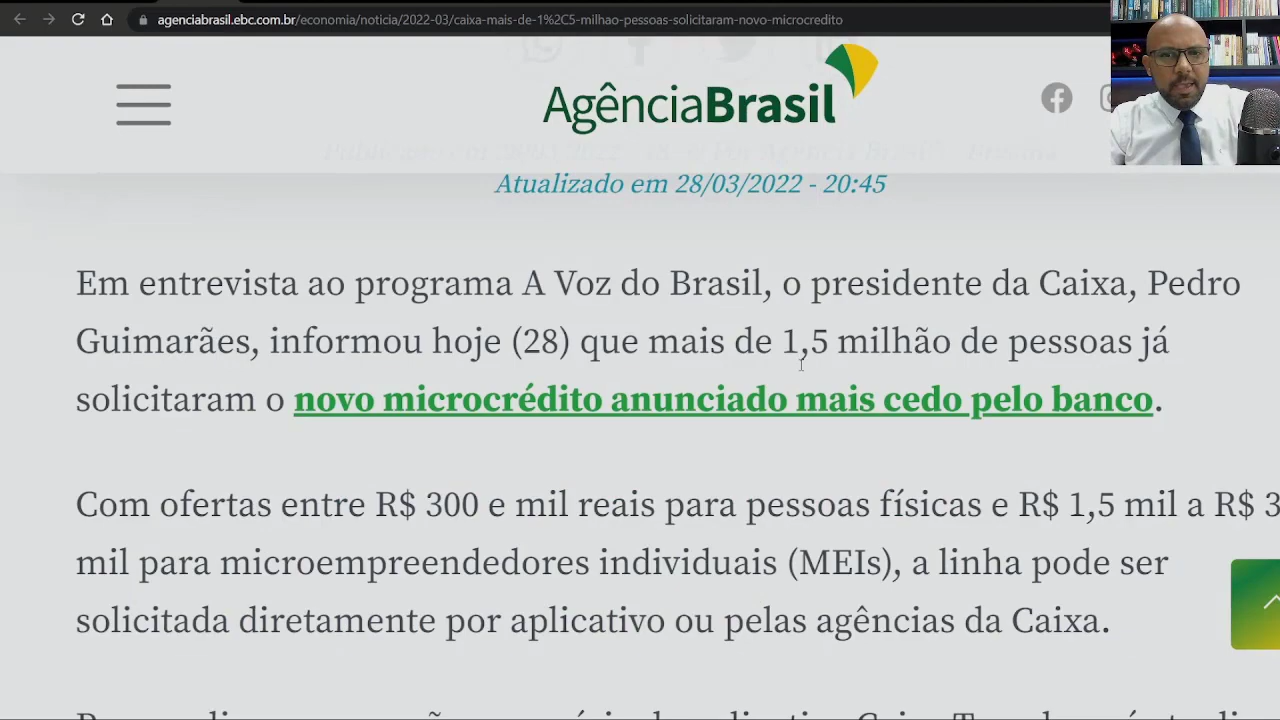 agenciabrasil.ebc.com.br/economia/noticia/2022-03/caixa-mais-de-1%2C5-milhao-pessoas-solicitaram-novo-microcredito
AgênciaBrasil
Atualizado em 28/03/2022 - 20:45
Em entrevista ao programa A Voz do Brasil, o presidente da Caixa, Pedro
Guimarães, informou hoje (28) que mais de 1,5 milhão de pessoas já
solicitaram o novo microcrédito anunciado mais cedo pelo banco.
Com ofertas entre R$ 300 e mil reais para pessoas físicas e R$ 1,5 mil a R$ 3
mil para microempreendedores individuais (MEIs), a linha pode ser
solicitada diretamente por aplicativo ou pelas agências da Caixa.